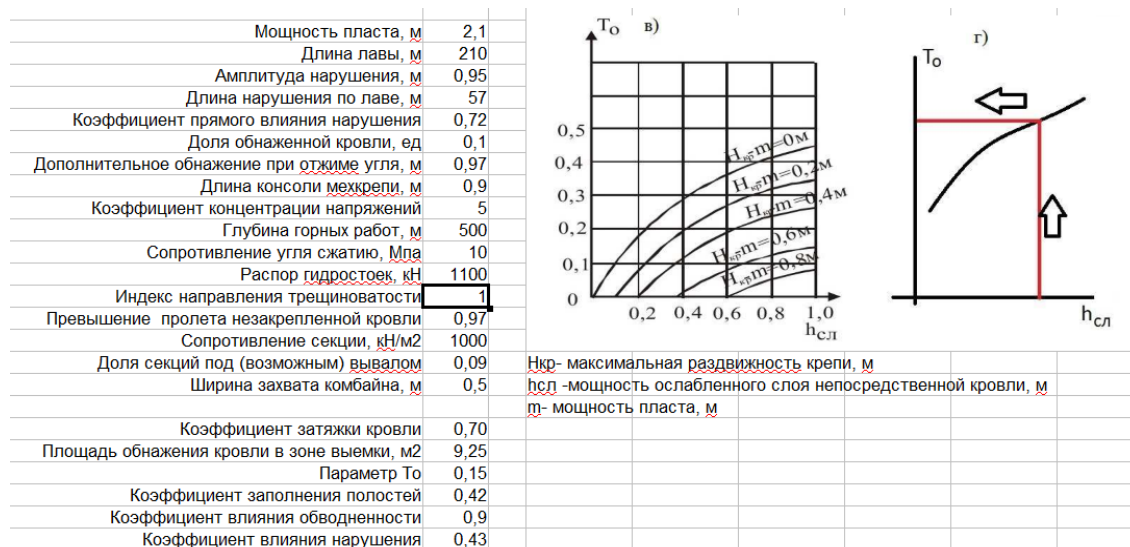 Мощность пласта, м 2,1
Длина лавы, м 210
Амплитуда нарушения, м 0,95
Длина нарушения по лаве, м 57
Коэффициент прямого влияния нарушения 0,72
Доля обнаженной кровли, ед 0,1
Дополнительное обнажение при отжиме угля, м 0,97
Длина консоли мехкрепи, м 0,9
Коэффициент концентрации напряжений 5
Глубина горных работ, м 500
Сопротивление угля сжатию, Мпа 10
Распор гидростоек, кН 1100
Индекс направления трещиноватости 1
Превышение пролета незакрепленной кровли 0,97
Сопротивление секции, кН/м2 1000
Доля секций под (возможным) вывалом 0,09
Ширина захвата комбайна, м 0,5
Коэффициент затяжки кровли 0,70
Площадь обнажения кровли в зоне выемки, м2 9,25
Параметр То 0,15
Коэффициент заполнения полостей 0,42
Коэффициент влияния обводненности 0,9
Коэффициент влияния нарушения 0,43
То в)
0,5
0,4
0,3
0,2
0,1
0
Нкр-m=0м
Нкр-m=0,2м
Нкр-m=0,4м
Нкр-m=0,6м
Нкр-m=0,8м
0,2 0,4 0,6 0,8 1,0
hсл
г)
То
hсл
Нкр- максимальная раздвижность крепи, м
hсл -мощность ослабленного слоя непосредственной кровли, м
m- мощность пласта, м